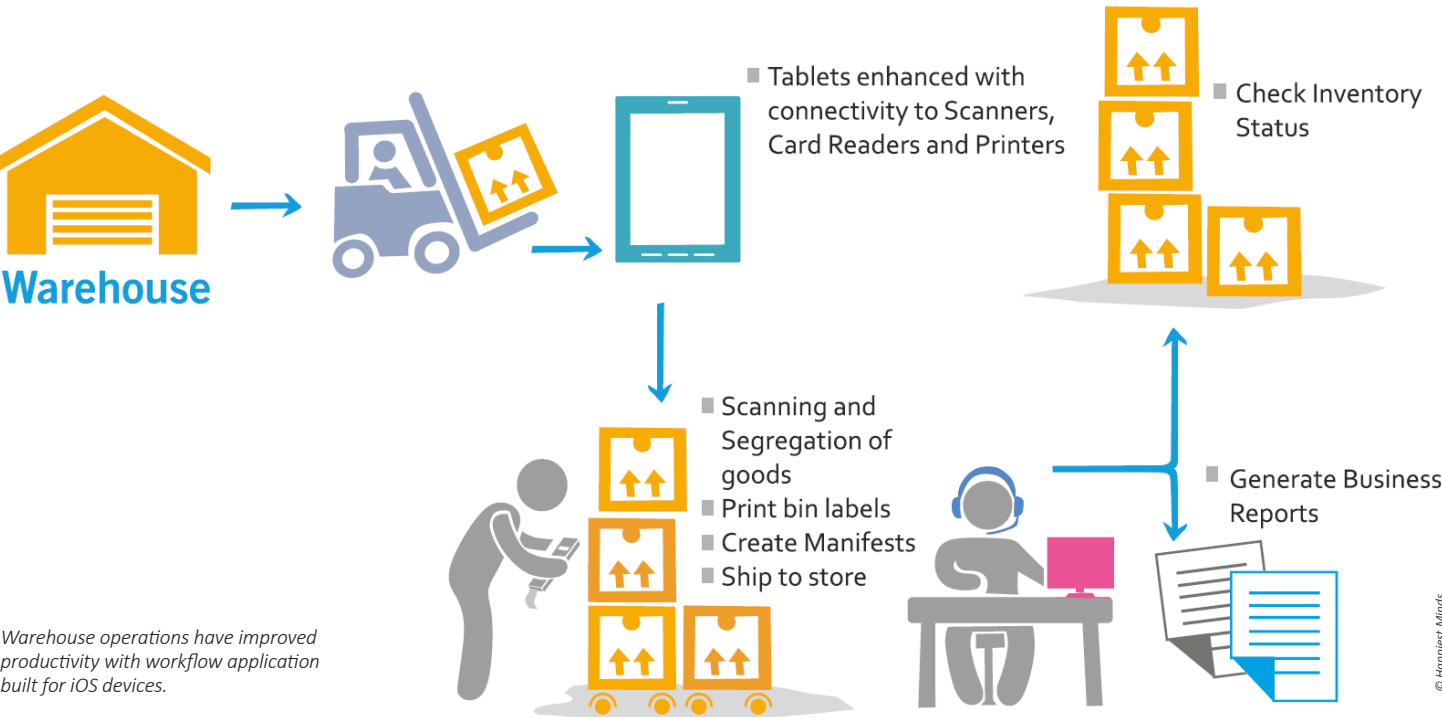 Warehouse
Tablets enhanced with
connectivity to Scanners,
Card Readers and Printers
Check Inventory
Status
Scanning and
Segregation of
goods
Print bin labels
Create Manifests
Ship to store
Generate Business
Reports
Warehouse operations have improved
productivity with workflow application
built for iOS devices.
© Happiest Minds